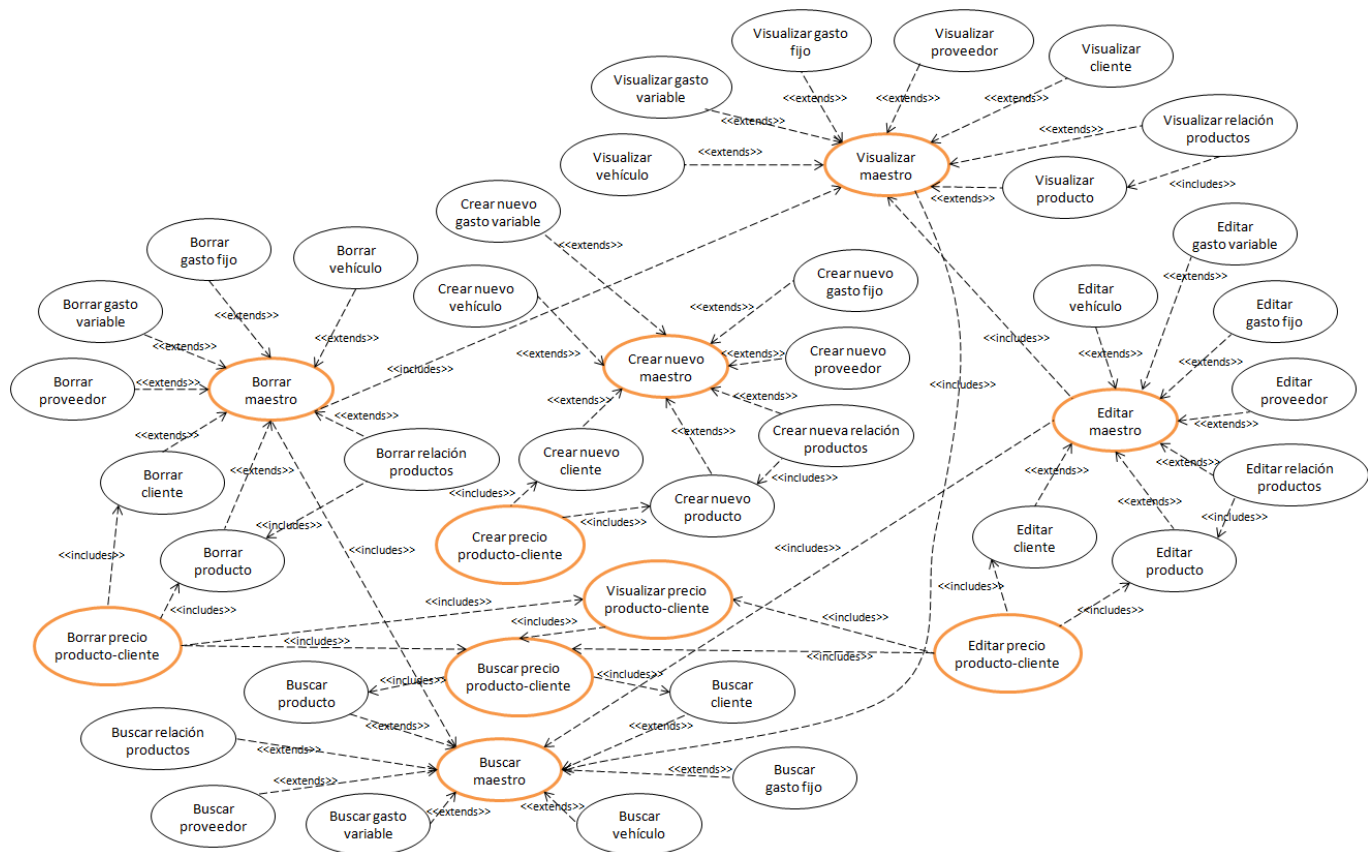 Visualizar gasto
fijo
Visualizar
proveedor
Visualizar
cliente
Visualizar gasto
variable
<<extends>>
<<extends>>
<<extends>>
<<extends>>
Visualizar relación
productos
<<extends>>
Visualizar
vehículo
<<extends>>
Visualizar
maestro
Visualizar
producto
<<includes>>
<<extends>>
Crear nuevo
gasto variable
Editar
gasto variable
Borrar
gasto fijo
Borrar
vehículo
<<extends>>
Crear nuevo
vehículo
Crear nuevo
gasto fijo
<<extends>>
Editar
vehículo
Editar
gasto fijo
Borrar gasto
variable
<<extends>>
<<extends>>
<<extends>>
<<extends>>
<<includes>>
<<extends>>
<<extends>>
<<extends>>
Crear nuevo
maestro
<<extends>>
Crear nuevo
proveedor
<<includes>>
<<extends>>
Borrar
proveedor
<<extends>>
Borrar
maestro
<<includes>>
Editar
proveedor
<<extends>>
<<extends>>
<<extends>>
Editar
maestro
<<extends>>
<<extends>>
Crear nueva relación
productos
<<extends>>
Borrar relación
productos
Crear nuevo
cliente
<<extends>>
Editar relación
productos
Borrar
cliente
<<extends>>
<<extends>>
<<includes>>
<<includes>>
Crear nuevo
producto
<<extends>>
<<includes>>
<<includes>>
Crear precio
producto-cliente
<<includes>>
Editar
cliente
Editar
producto
Borrar
producto
<<includes>>
<<includes>>
<<includes>>
Visualizar precio
producto-cliente
<<includes>>
<<includes>>
<<includes>>
<<includes>>
<<includes>>
Borrar precio
producto-cliente
<<includes>>
<<includes>>
<<includes>>
Editar precio
producto-cliente
Buscar precio
producto-cliente
<<includes>>
<<includes>>
Buscar
producto
Buscar
cliente
<<extends>>
<<extends>>
Buscar relación
productos
<<extends>>
Buscar
maestro
<<extends>>
Buscar
gasto fijo
<<extends>>
Buscar
proveedor
Buscar gasto
variable
<<extends>>
<<extends>>
Buscar
vehículo